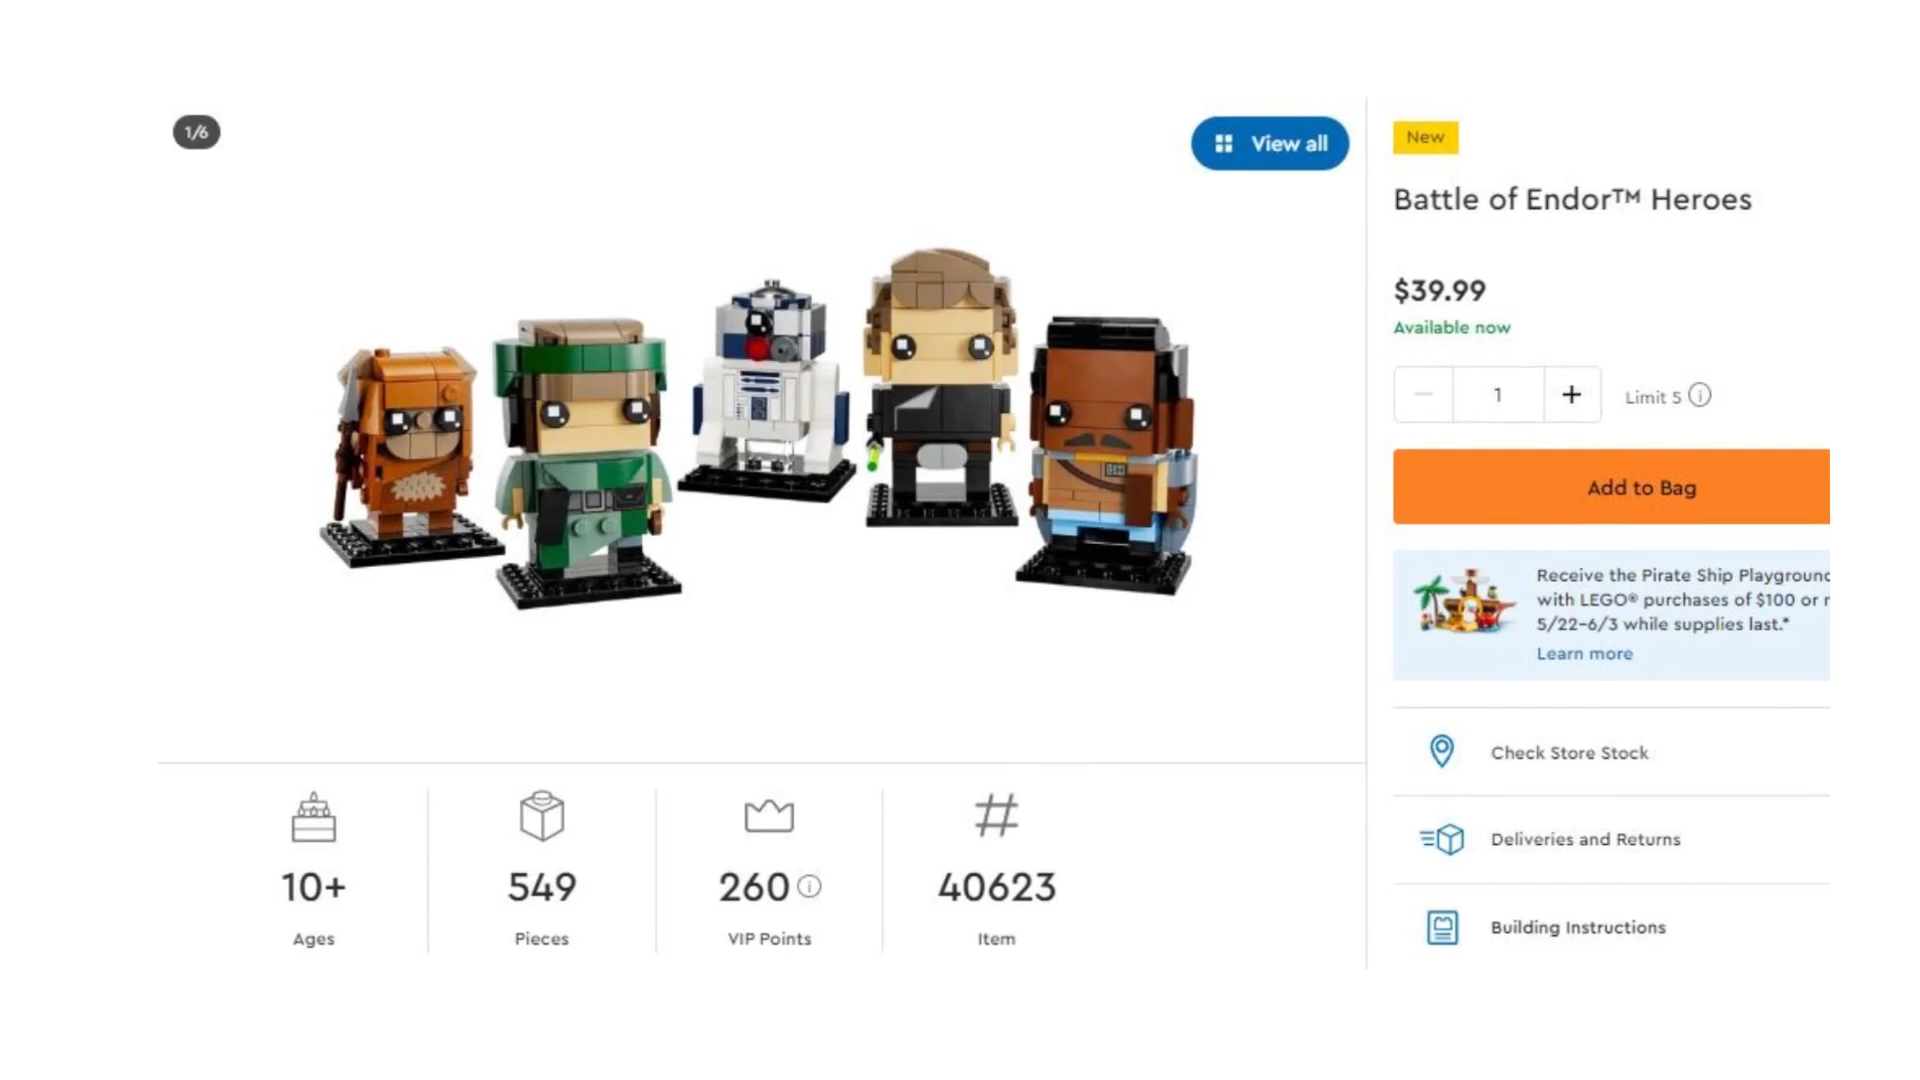 1/6
View all
New
Battle of Endor™ Heroes
$39.99
Available now
1
Limit 5
Add to Bag
Receive the Pirate Ship Playground
with LEGO® purchases of $100 or
5/22-6/3 while supplies last.*
Learn more
Check Store Stock
Deliveries and Returns
Building Instructions
10+
Ages
549
Pieces
260
VIP Points
40623
Item